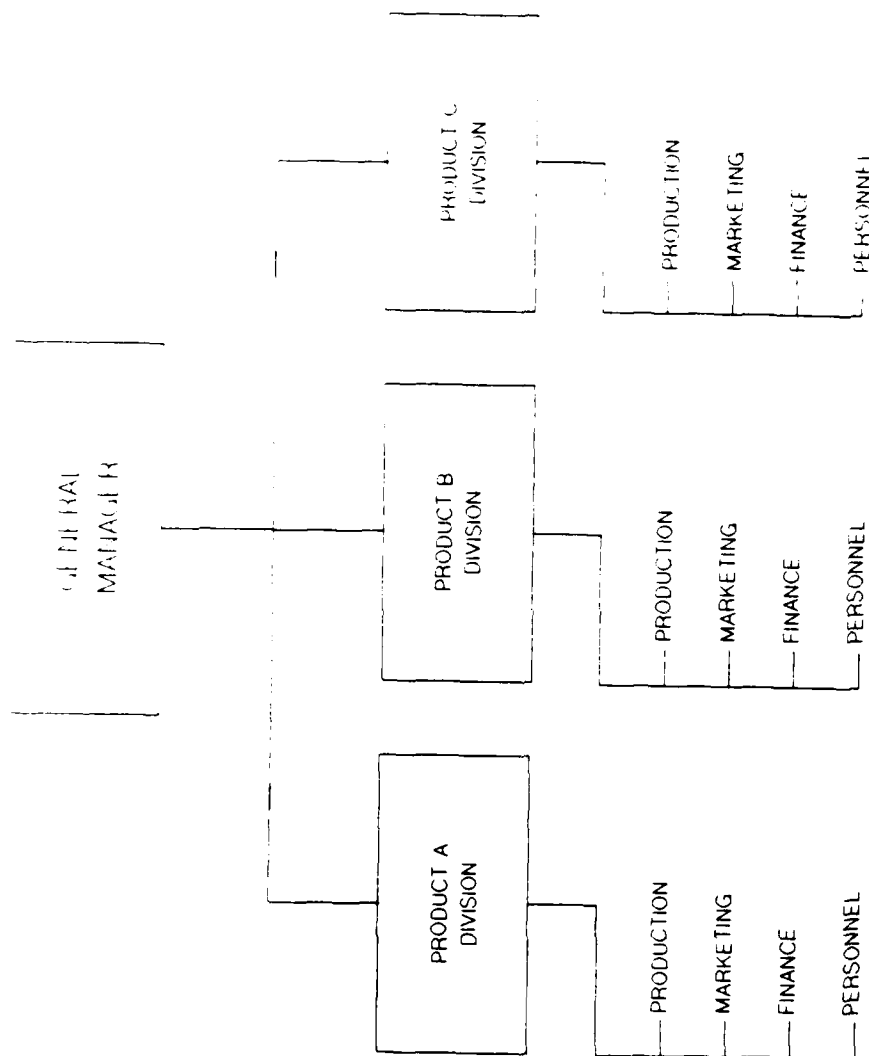 GENERAL
MANAGER
PRODUCT A
DIVISION
PRODUCT B
DIVISION
PRODUCT C
DIVISION
PRODUCTION
MARKETING
FINANCE
PERSONNEL
PRODUCTION
MARKETING
FINANCE
PERSONNEL
PRODUCTION
MARKETING
FINANCE
PERSONNEL